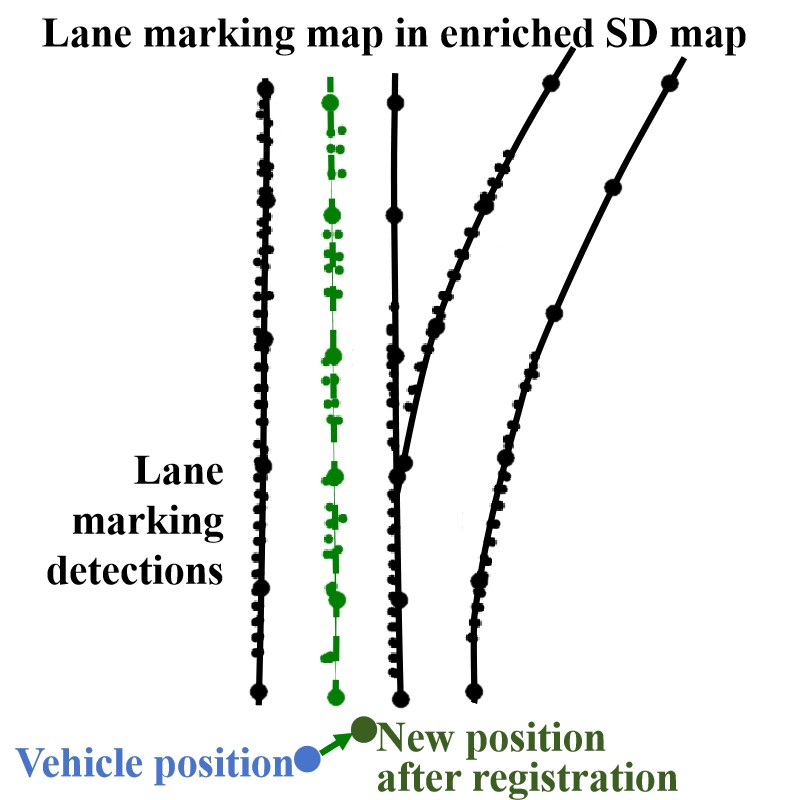 Lane marking map in enriched SD map
Lane
marking
detections
Vehicle position
New position
after registration